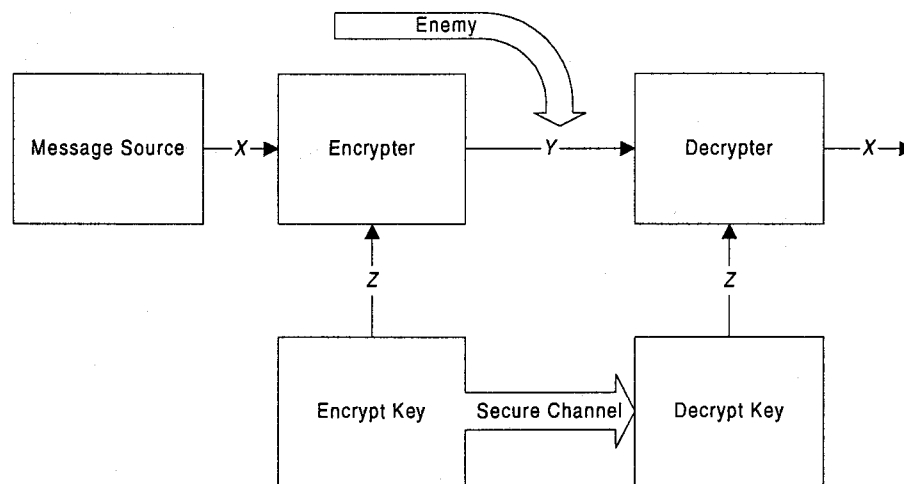 Enemy
Message Source
X
Encrypter
Y
Decrypter
X
Z
Z
Encrypt Key
Secure Channel
Decrypt Key